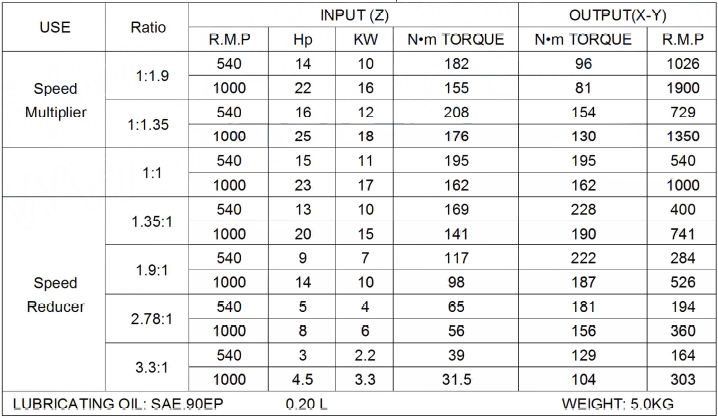 USE Ratio INPUT (Z) OUTPUT(X-Y)
R.M.P Hp KW N•m TORQUE N•m TORQUE R.M.P
Speed Multiplier 1:1.9 540 14 10 182 96 1026
1000 22 16 155 81 1900
1:1.35 540 16 12 208 154 729
1000 25 18 176 130 1350
1:1 540 15 11 195 195 540
1000 23 17 162 162 1000
Speed Reducer 1.35:1 540 13 10 169 228 400
1000 20 15 141 190 741
1.9:1 540 9 7 117 222 284
1000 14 10 98 187 526
2.78:1 540 5 4 65 181 194
1000 8 6 56 156 360
3.3:1 540 3 2.2 39 129 164
1000 4.5 3.3 31.5 104 303
LUBRICATING OIL: SAE.90EP 0.20 L WEIGHT: 5.0KG